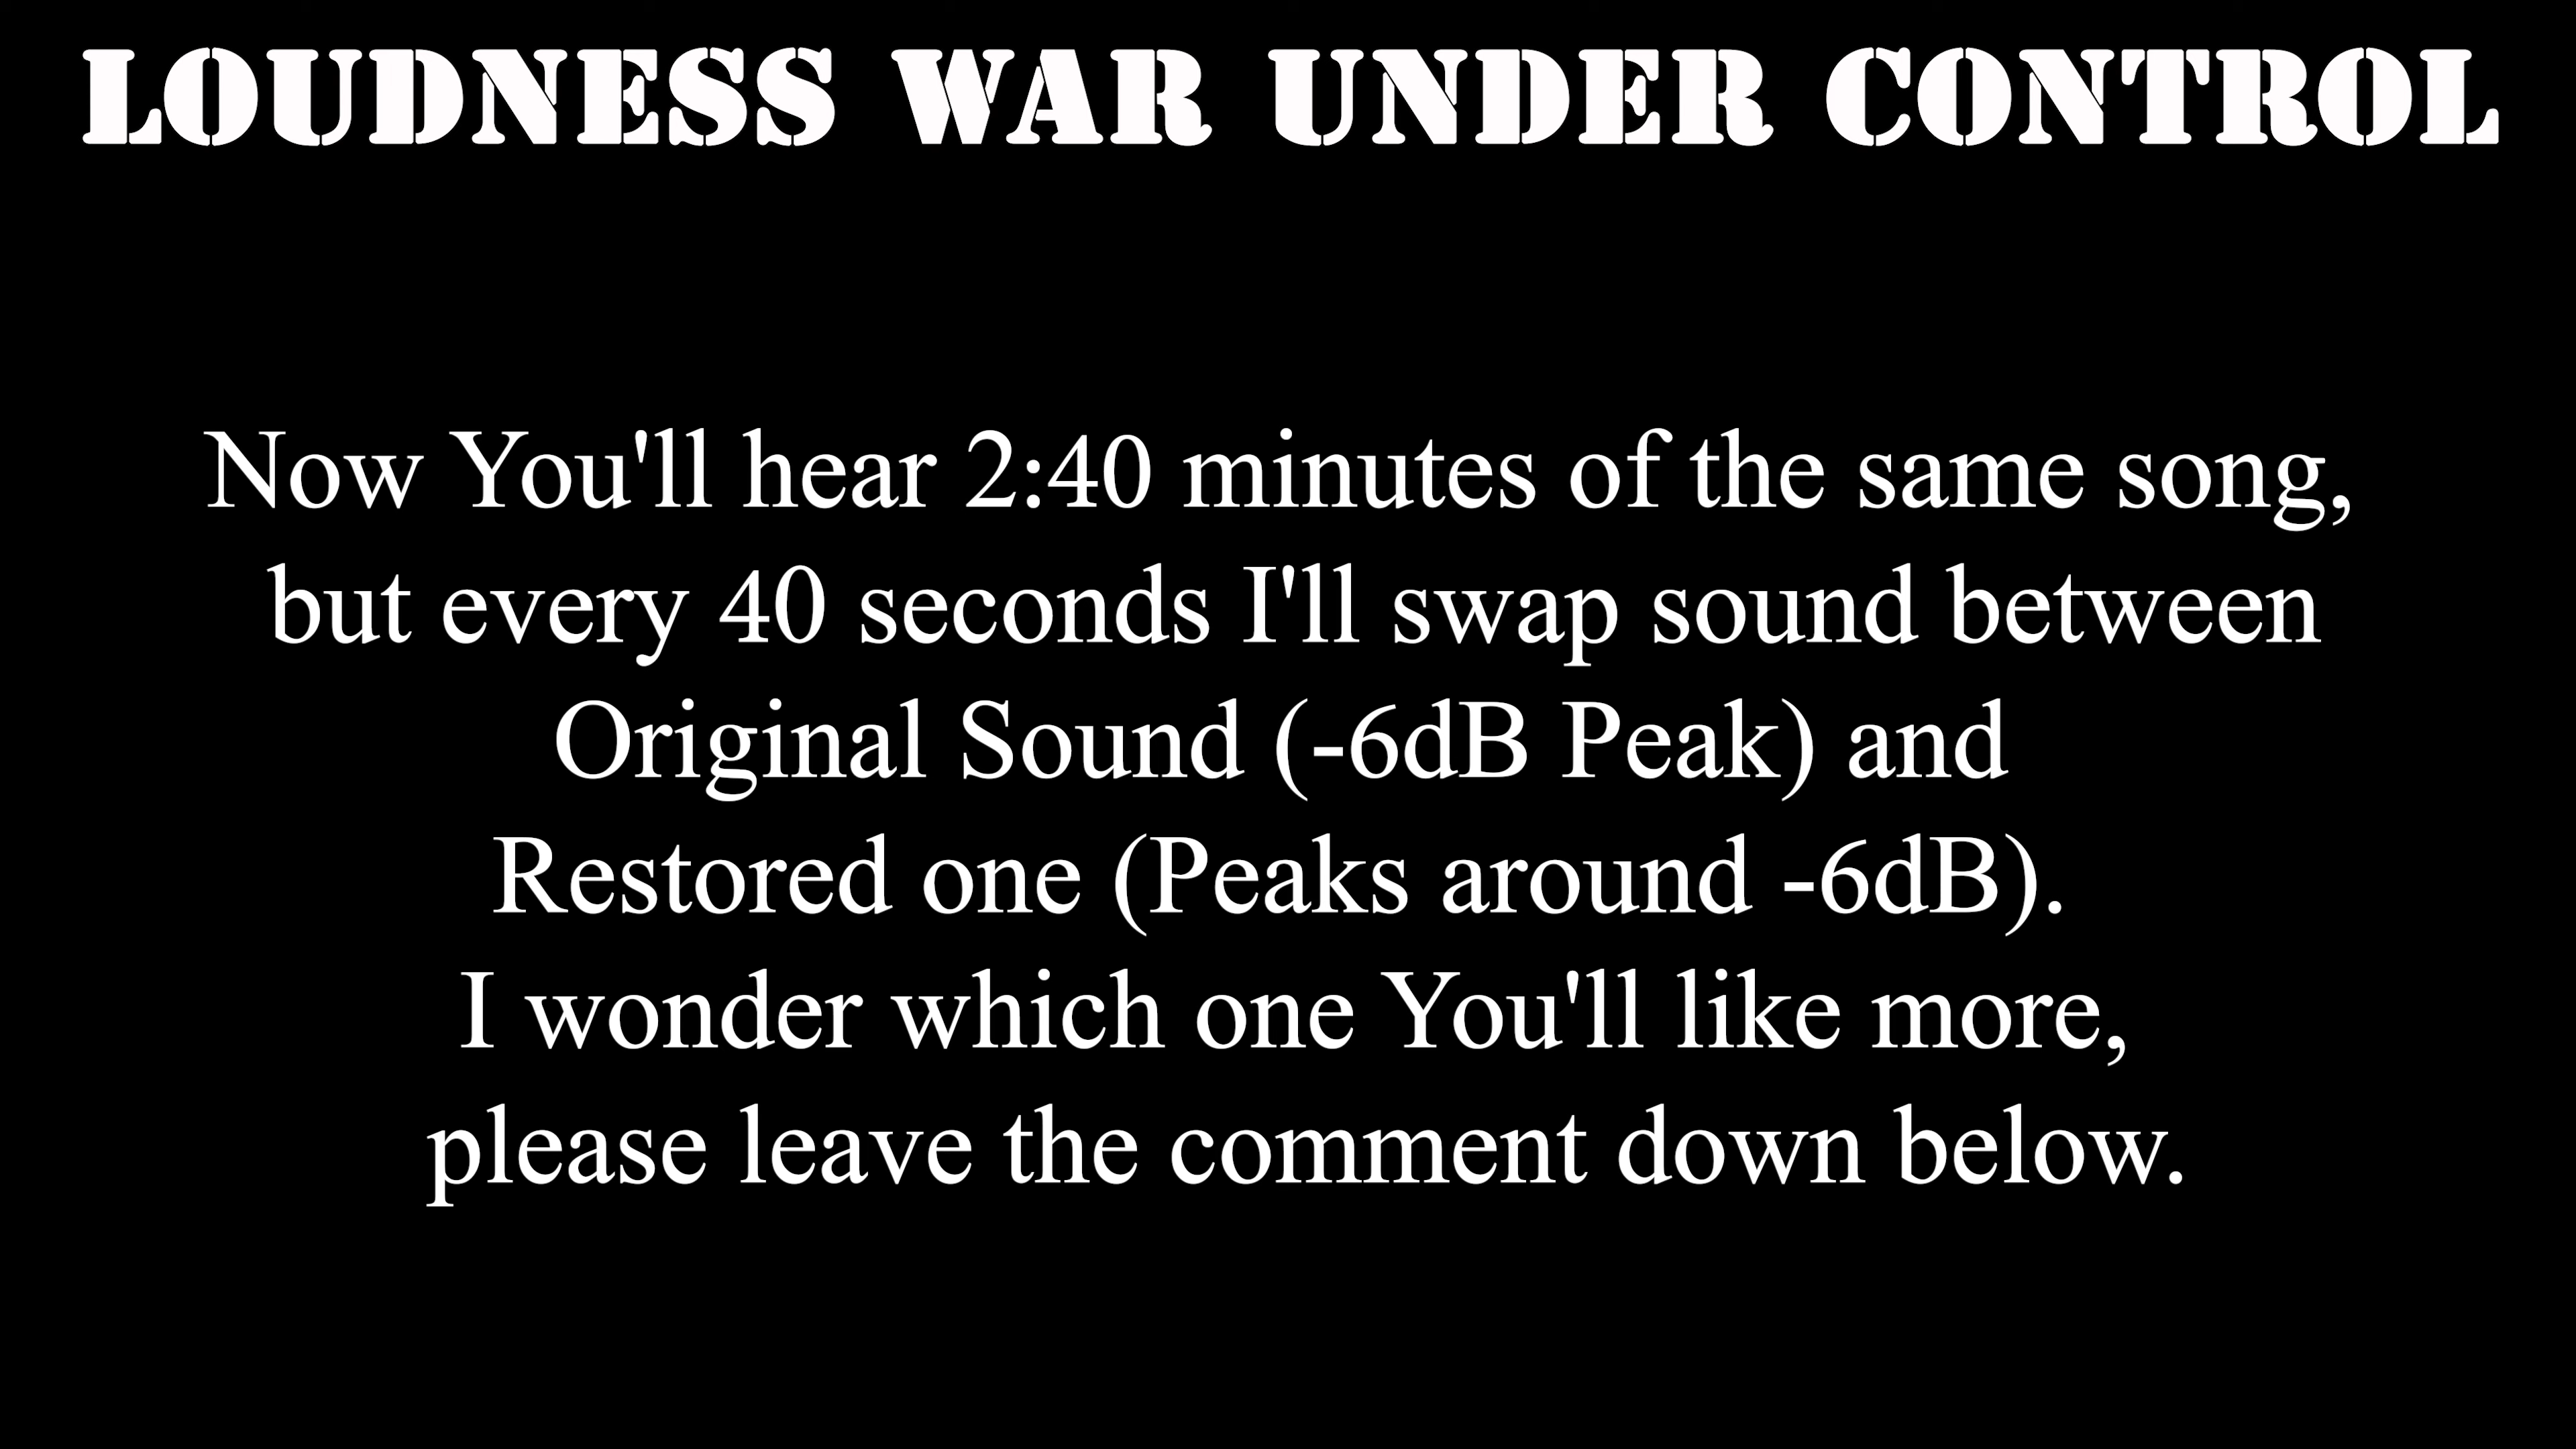 LOUDNESS WAR UNDER CONTROL
Now You'll hear 2:40 minutes of the same song,
but every 40 seconds I'll swap sound between
Original Sound (-6dB Peak) and
Restored one (Peaks around -6dB).
I wonder which one You'll like more,
please leave the comment down below.